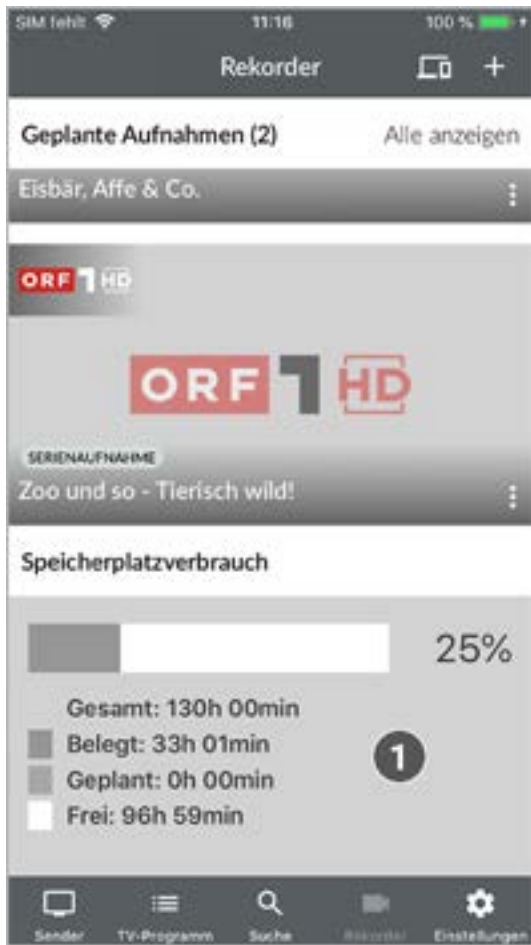 SIM fehlt 11:16 100 %
Rekorder +
Geplante Aufnahmen (2) Alle anzeigen
Eisbär, Affe & Co.
ORF 1 HD
ORF 1 HD
SERIENAUFNAHME
Zoo und so - Tierisch wild!
Speicherplatzverbrauch
25%
Gesamt: 130h 00min
Belegt: 33h 01min
1
Geplant: 0h 00min
Frei: 96h 59min
Sender TV-Programm Suche Rekorder Einstellungen